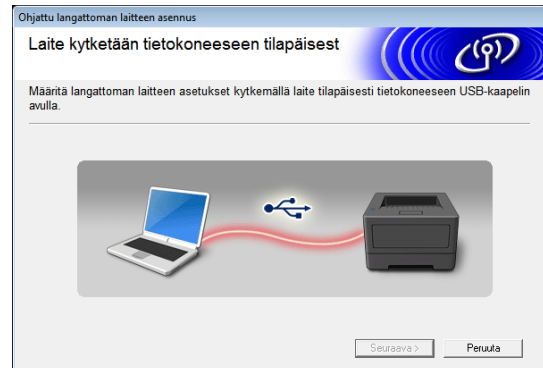 Ohjattu langattoman laitteen asennus
Laite kytketään tietokoneeseen tilapäisest
Määritä langattoman laitteen asetukset kytkemällä laite tilapäisesti tietokoneeseen USB-kaapelin
avulla.
Seuraava >
Peruuta